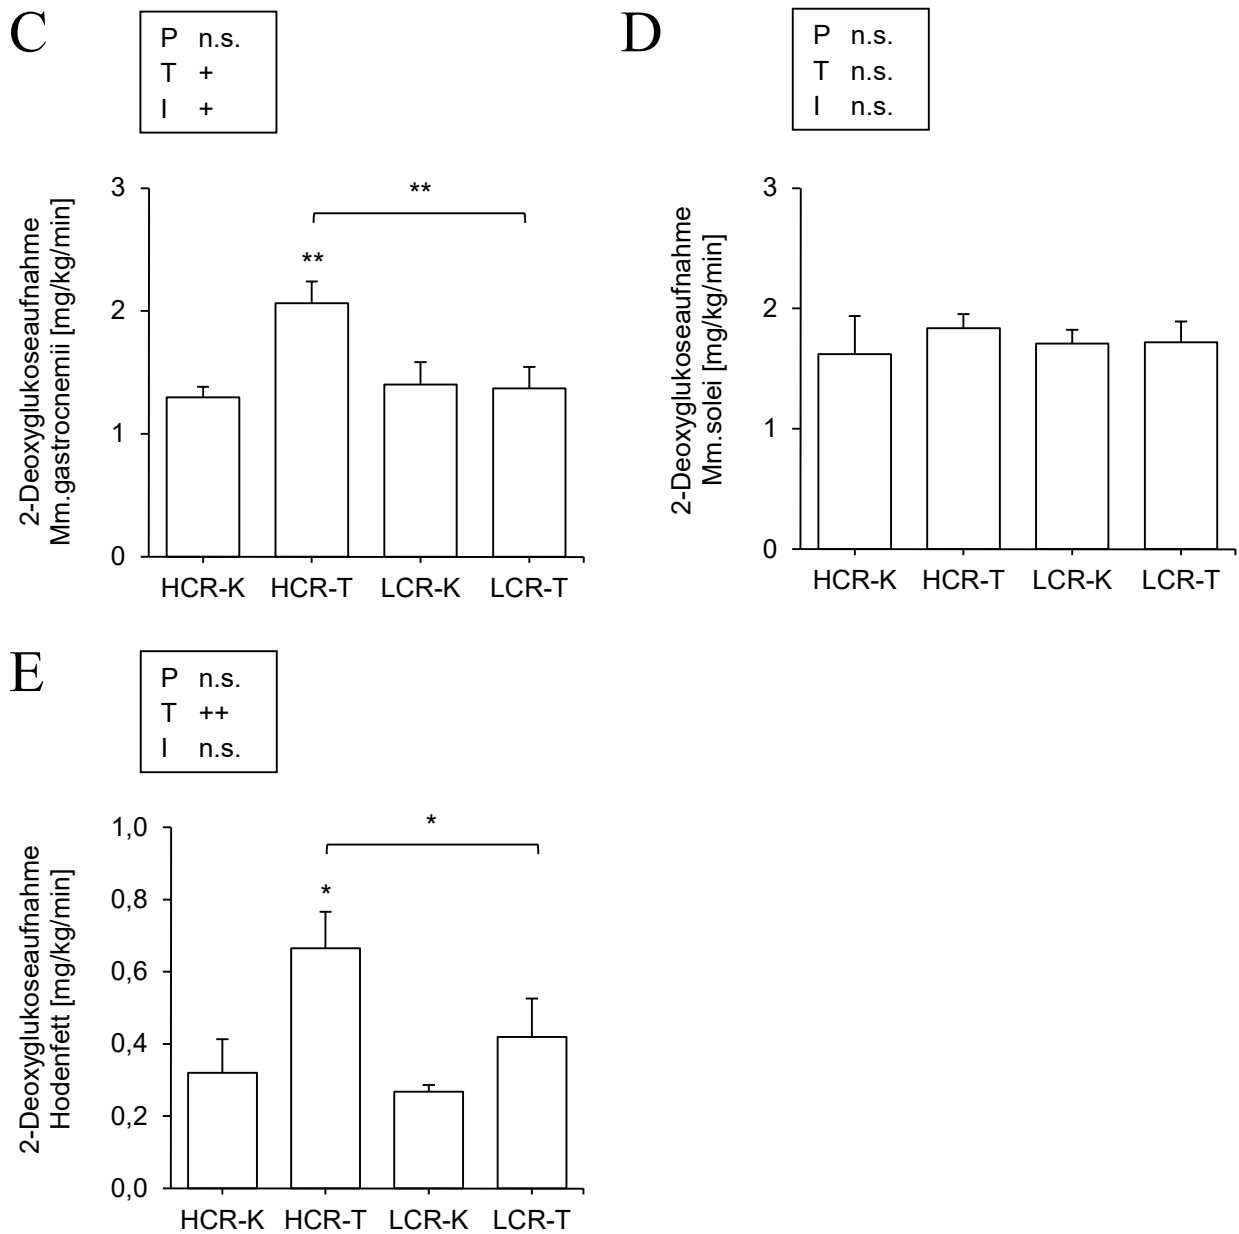 C
P n.s.
T +
I +
2-Deoxyglukoseaufnahme
Mm.gastrocnemii [mg/kg/min]
3
2
1
0
**
**
HCR-K HCR-T LCR-K LCR-T
D
P n.s.
T n.s.
I n.s.
2-Deoxyglukoseaufnahme
Mm.solei [mg/kg/min]
3
2
1
0
HCR-K HCR-T LCR-K LCR-T
E
P n.s.
T ++
I n.s.
2-Deoxyglukoseaufnahme
Hodenfett [mg/kg/min]
1,0
0,8
0,6
0,4
0,2
0,0
*
*
HCR-K HCR-T LCR-K LCR-T